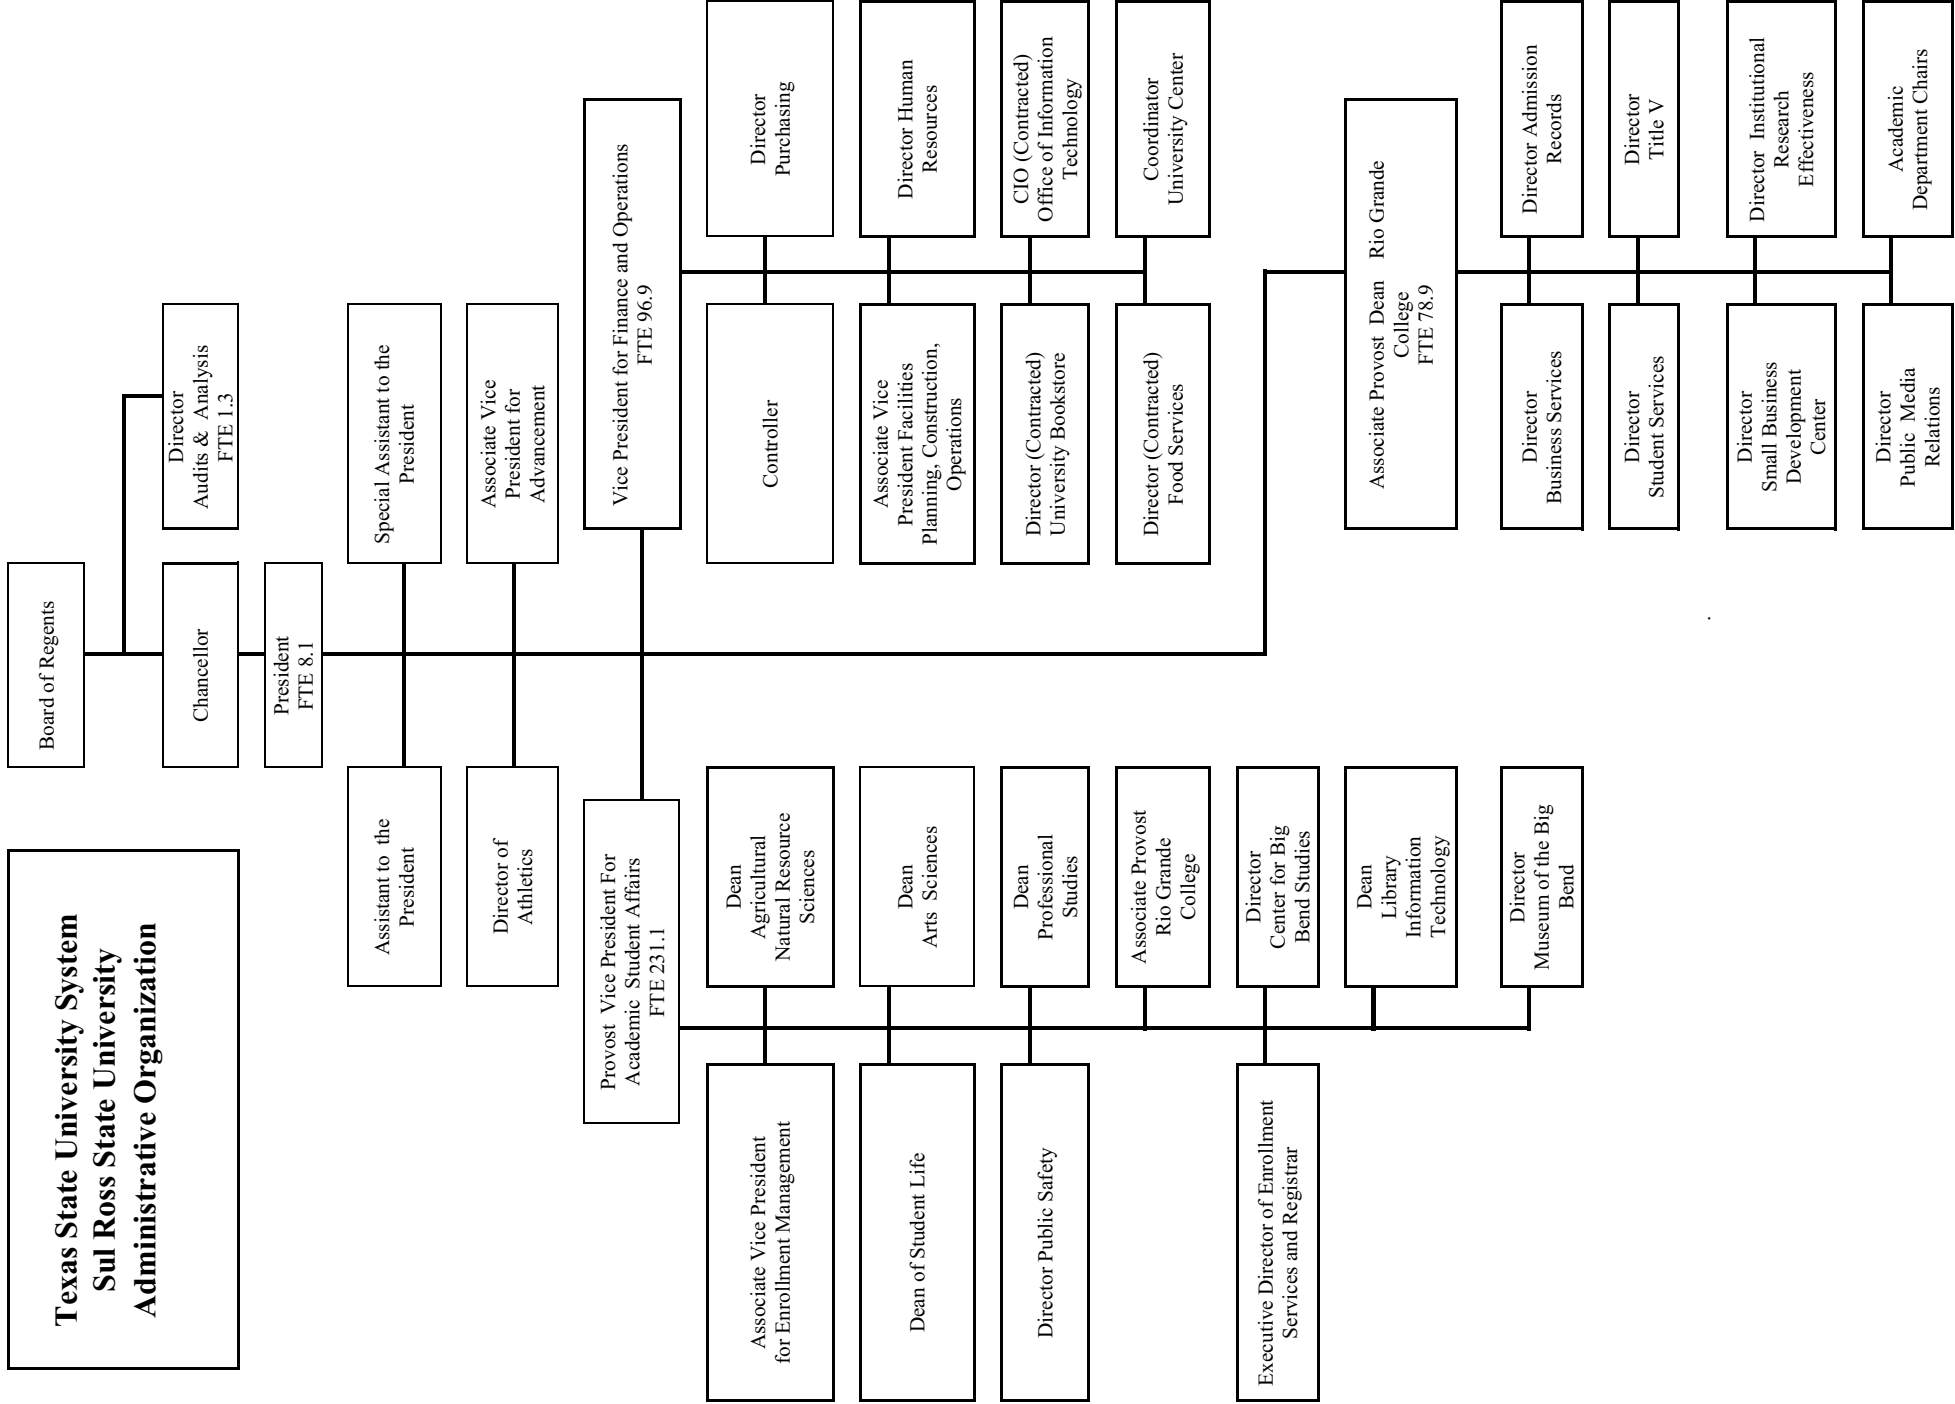 Texas State University System
Sul Ross State University
Administrative Organization
Board of Regents
Director
Audits & Analysis
FTE 1.3
Chancellor
President
FTE 8.1
Assistant to the
President
Special Assistant to the
President
Director of
Athletics
Associate Vice
President for
Advancement
Provost Vice President For
Academic Student Affairs
FTE 231.1
Vice President for Finance and Operations
FTE 96.9
Associate Vice President
for Enrollment Management
Dean
Agricultural
Natural Resource
Sciences
Controller
Director
Purchasing
Dean of Student Life
Dean
Arts Sciences
Associate Vice
President Facilities
Planning, Construction,
Operations
Director Human
Resources
Director Public Safety
Dean
Professional
Studies
Director (Contracted)
University Bookstore
CIO (Contracted)
Office of Information
Technology
Associate Provost
Rio Grande
College
Director (Contracted)
Food Services
Coordinator
University Center
Executive Director of Enrollment
Services and Registrar
Director
Center for Big
Bend Studies
Dean
Library
Information
Technology
Associate Provost Dean Rio Grande
College
FTE 78.9
Director
Museum of the Big
Bend
Director
Business Services
Director Admission
Records
Director
Student Services
Director
Title V
Director
Small Business
Development
Center
Director Institutional
Research
Effectiveness
Director
Public Media
Relations
Academic
Department Chairs